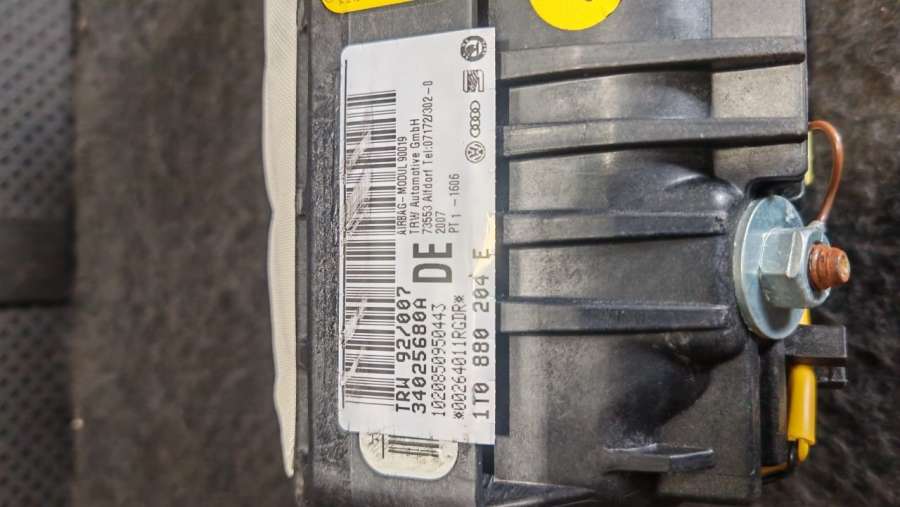 AIRBAG-MODUL 90019
TRW Automotive GmbH
73553 Alfdorf Tel:07172/302-0
2007
PT1 -1606
DE
TRW 92/007
34025680A
1020850950443
*00264011RGDR*
1T0 880 204 E